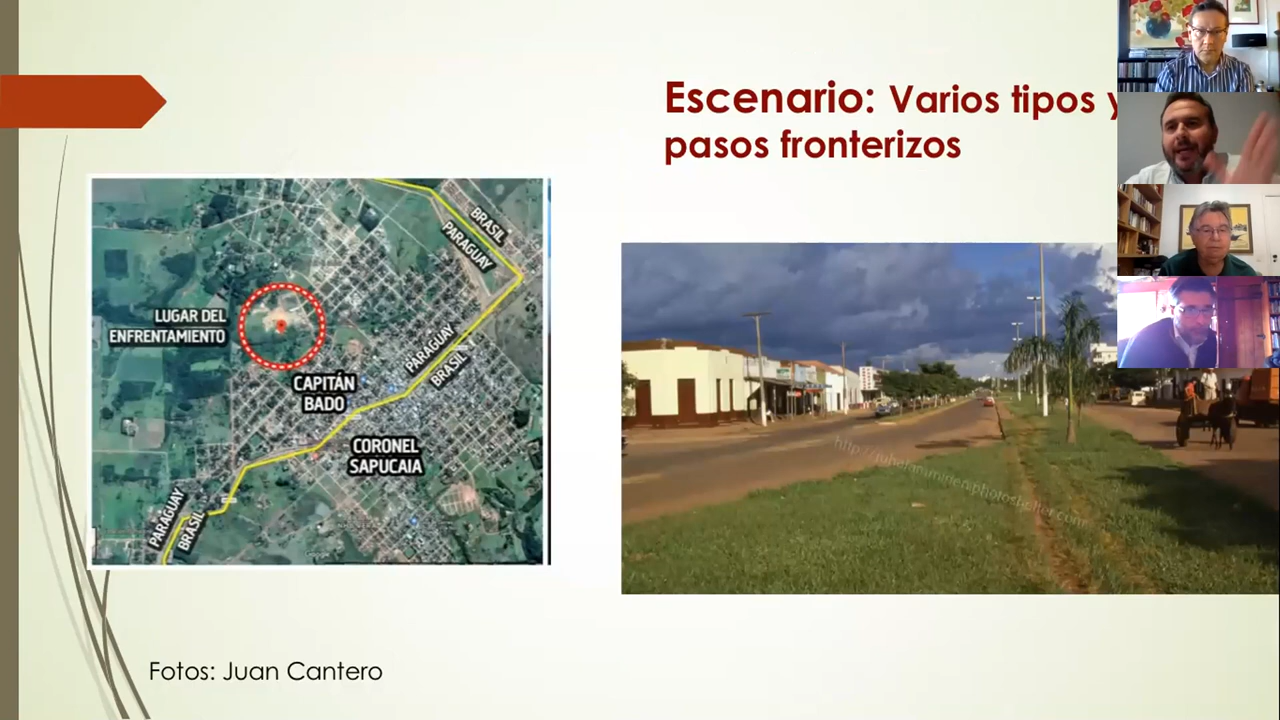 Escenario: Varios tipos y
pasos fronterizos
BRASIL
PARAGUAY
LUGAR DEL
ENFRENTAMIENTO
PARAGUAY
BRASIL
CAPITÁN
BADO
CORONEL
SAPUCAIA
PARAGUAY
BRASIL
Fotos: Juan Cantero